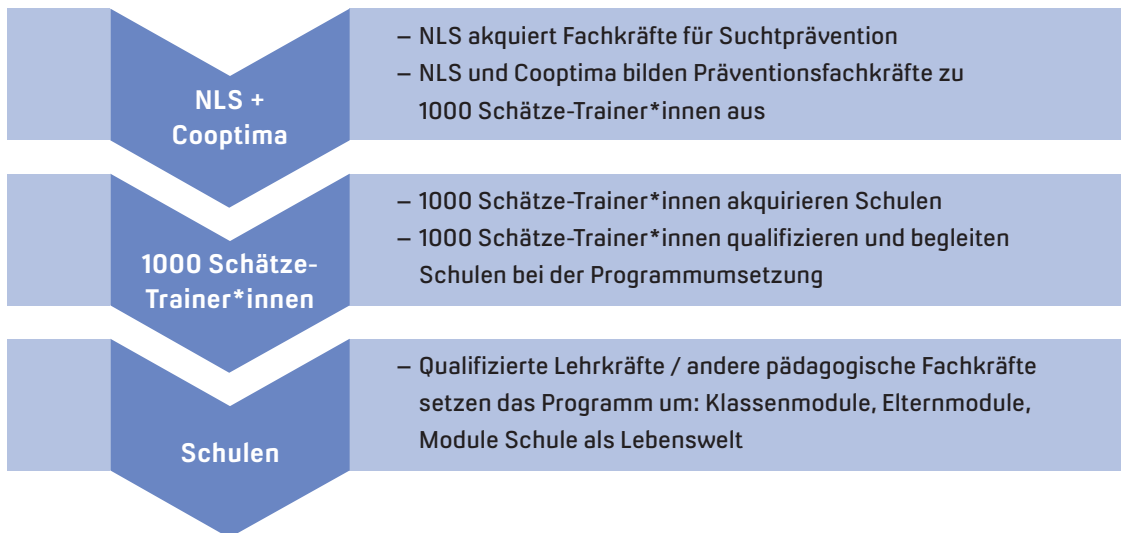 NLS +
Cooptima
– NLS akquiert Fachkräfte für Suchtprävention
– NLS und Cooptima bilden Präventionsfachkräfte zu
1000 Schätze-Trainer*innen aus
1000 Schätze-
Trainer*innen
– 1000 Schätze-Trainer*innen akquirieren Schulen
– 1000 Schätze-Trainer*innen qualifizieren und begleiten
Schulen bei der Programmumsetzung
Schulen
– Qualifizierte Lehrkräfte / andere pädagogische Fachkräfte
setzen das Programm um: Klassenmodule, Elternmodule,
Module Schule als Lebenswelt